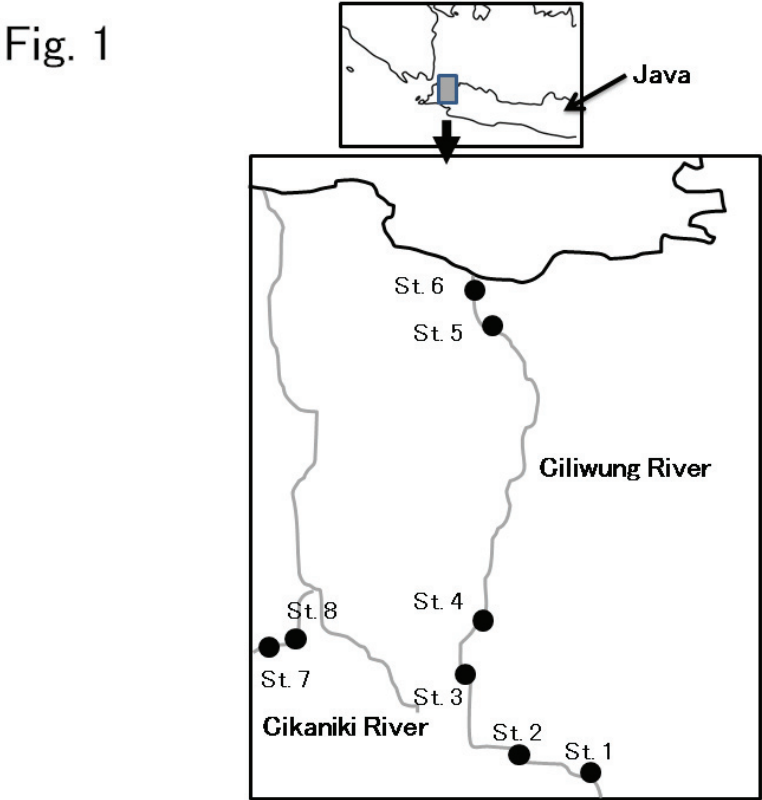 Fig. 1
Java
St. 6
St. 5
Ciliwung River
St. 4
St. 8
St. 7
St. 3
Cikaniki River
St. 2
St. 1